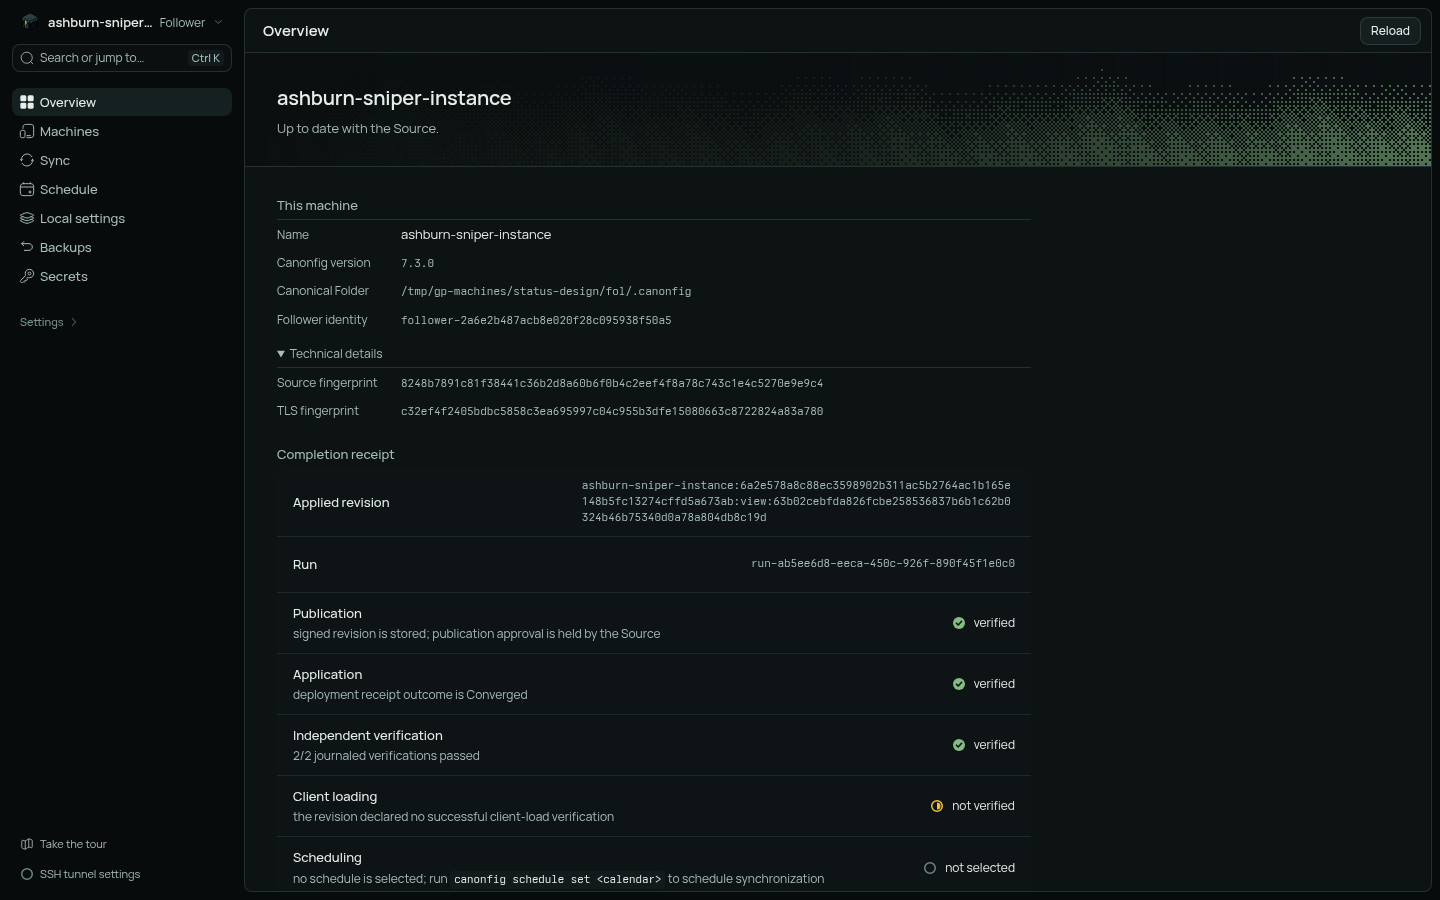 ashburn-sniper... Follower
Search or jump to... Ctrl K
Overview
Machines
Sync
Schedule
Local settings
Backups
Secrets
Settings
Take the tour
SSH tunnel settings
Overview
Reload
ashburn-sniper-instance
Up to date with the Source.
This machine
Name ashburn-sniper-instance
Canonfig version 7.3.0
Canonical Folder /tmp/gp-machines/status-design/fol/.canonfig
Follower identity follower-2a6e2b487acb8e020f28c095938f50a5
Technical details
Source fingerprint 8248b7891c81f38441c36b2d8a60b6f0b4c2eef4f8a78c743c1e4c5270e9e9c4
TLS fingerprint c32ef4f2405bdbc5858c3ea695997c04c955b3dfe15080663c8722824a83a780
Completion receipt
Applied revision
ashburn-sniper-instance:6a2e578a8c88ec3598902b311ac5b2764ac1b165e
148b5fc13274cffd5a673ab:view:63b02cebfda826fcbe258536837b6b1c62b0
324b46b75340d0a78a804db8c19d
Run run-ab5ee6d8-eeca-450c-926f-890f45f1e0c0
Publication
signed revision is stored; publication approval is held by the Source
verified
Application
deployment receipt outcome is Converged
verified
Independent verification
2/2 journaled verifications passed
verified
Client loading
the revision declared no successful client-load verification
not verified
Scheduling
no schedule is selected; run canonfig schedule set <calendar> to schedule synchronization
not selected